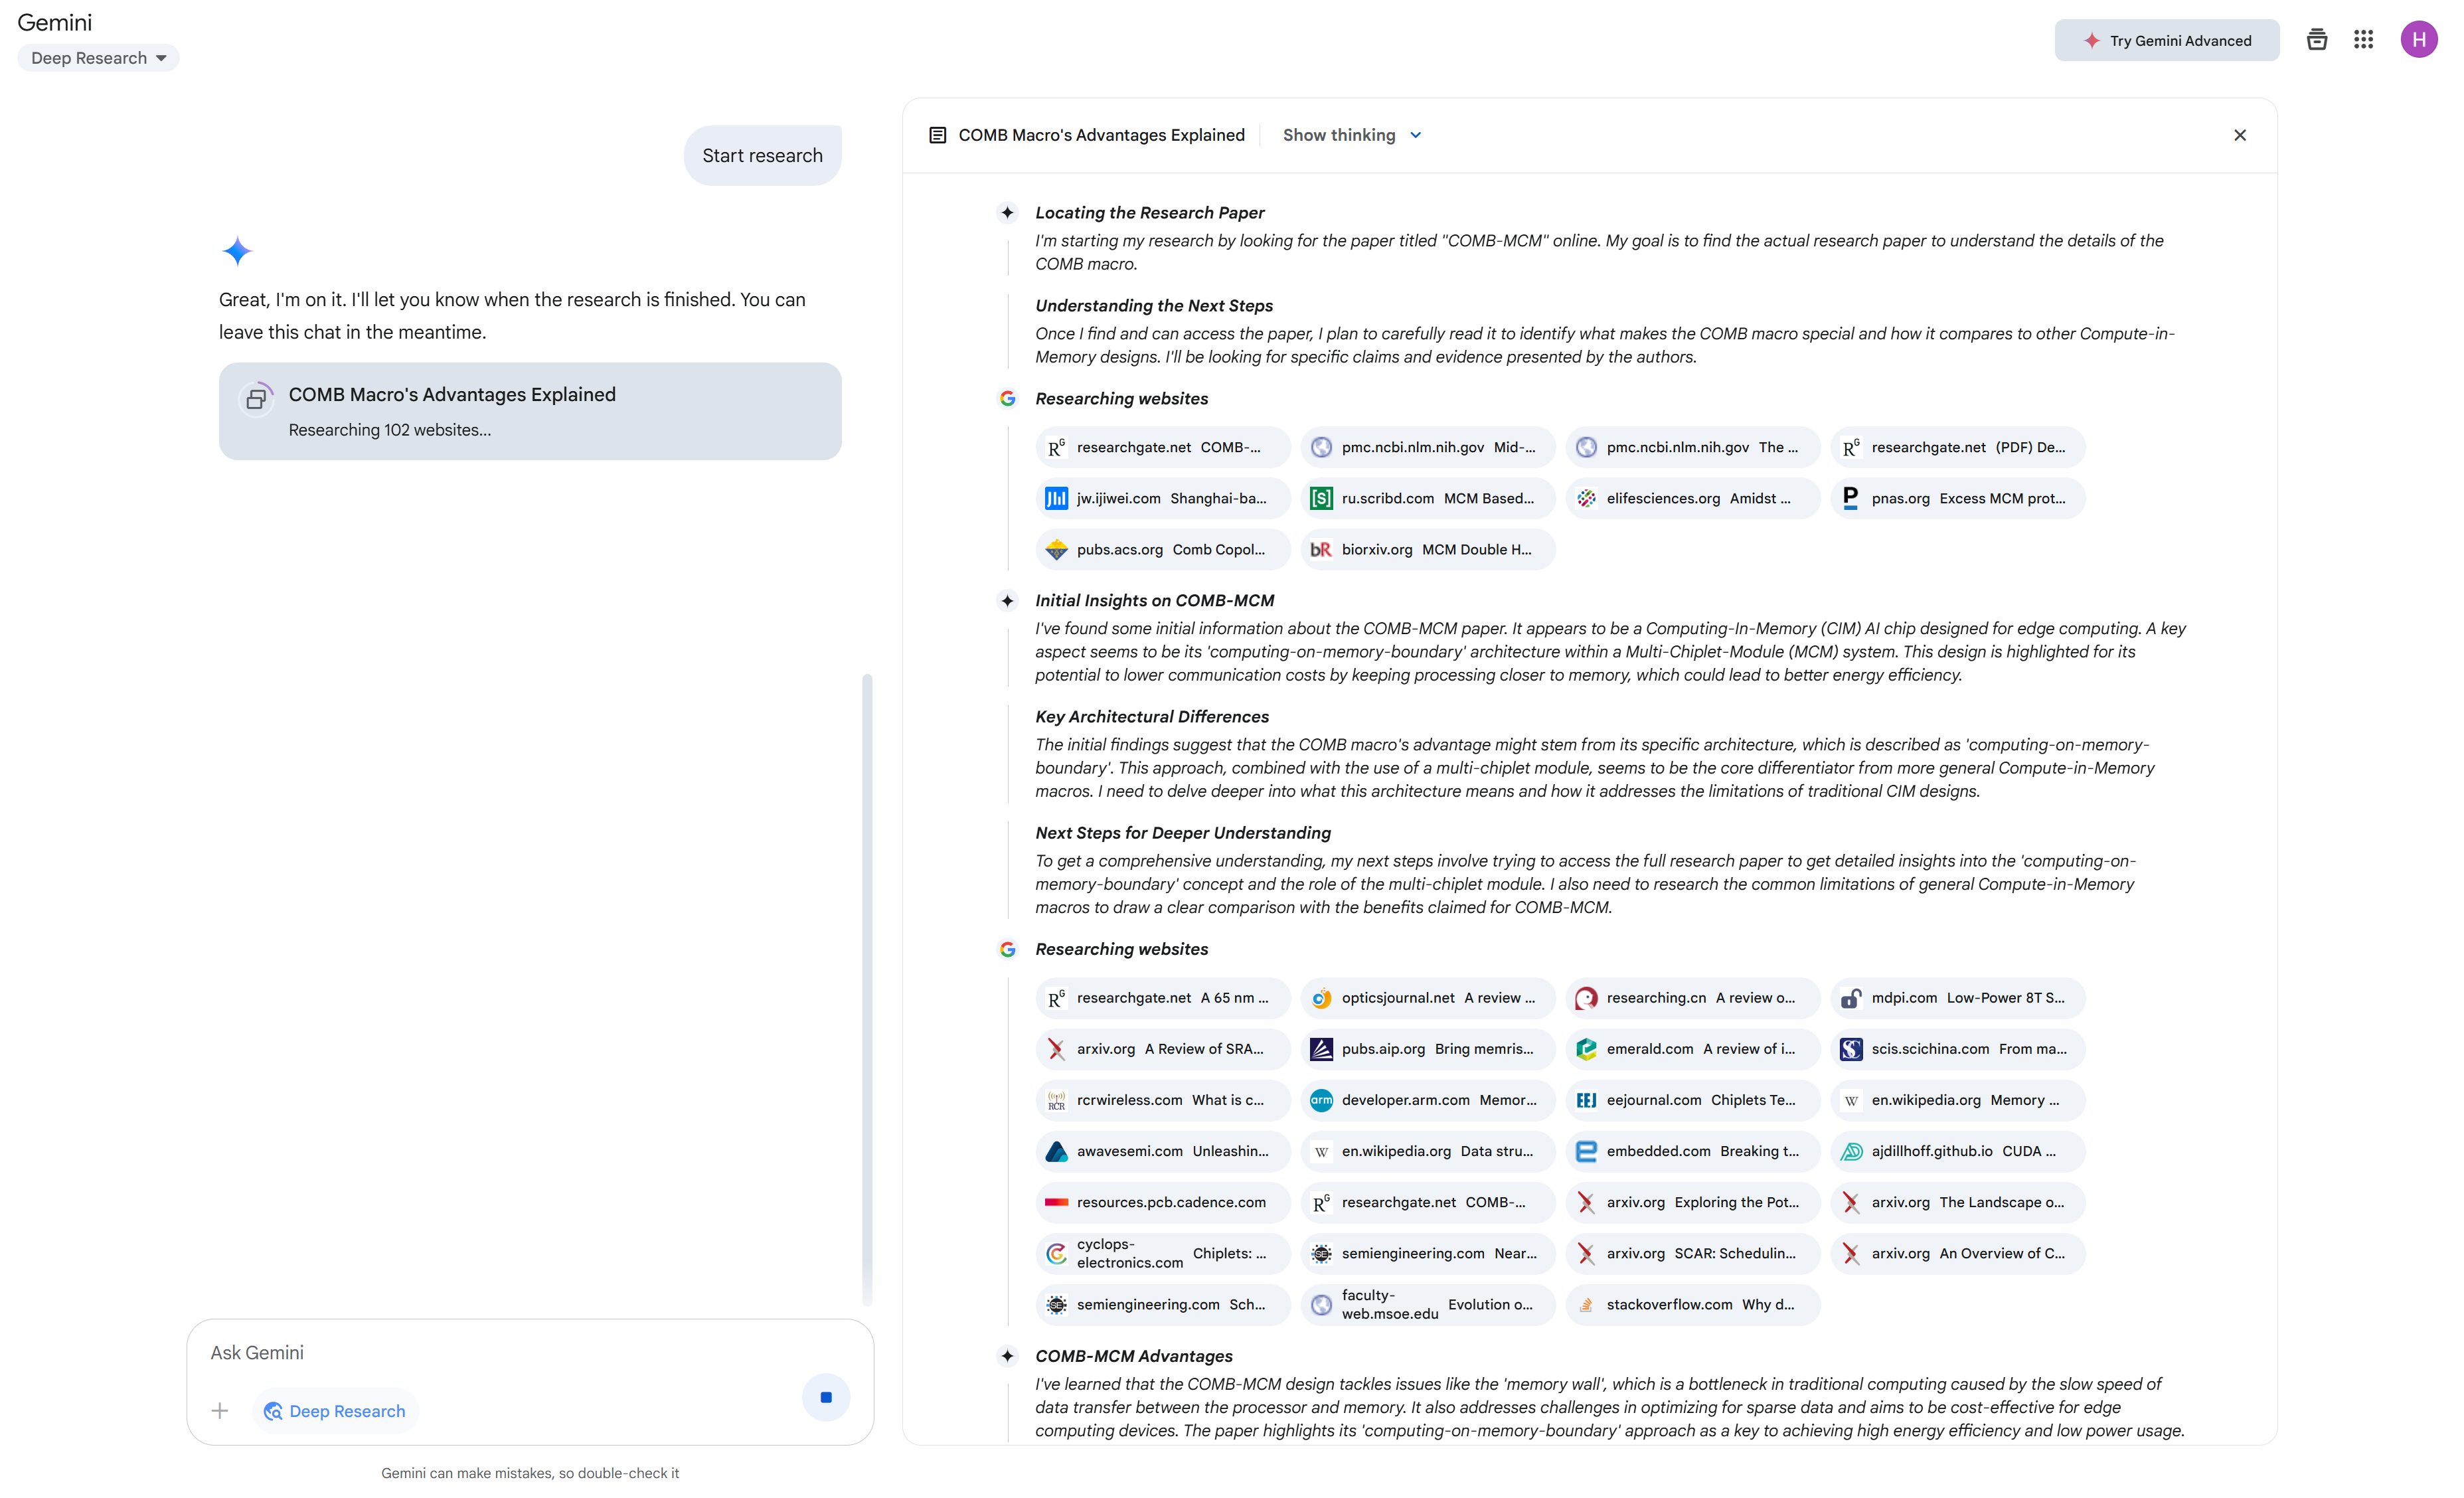 Gemini
Deep Research
Try Gemini Advanced
H
Start research
Great, I'm on it. I'll let you know when the research is finished. You can
leave this chat in the meantime.
COMB Macro's Advantages Explained
Researching 102 websites...
Ask Gemini
Deep Research
Gemini can make mistakes, so double-check it
COMB Macro's Advantages Explained
Show thinking
Locating the Research Paper
I'm starting my research by looking for the paper titled "COMB-MCM" online. My goal is to find the actual research paper to understand the details of the
COMB macro.
Understanding the Next Steps
Once I find and can access the paper, I plan to carefully read it to identify what makes the COMB macro special and how it compares to other Compute-in-
Memory designs. I'll be looking for specific claims and evidence presented by the authors.
Researching websites
RG researchgate.net COMB-...
pmc.ncbi.nlm.nih.gov Mid-...
pmc.ncbi.nlm.nih.gov The ...
RG researchgate.net (PDF) De...
jw.ijiwei.com Shanghai-ba...
[S] ru.scribd.com MCM Based...
elifesciences.org Amidst ...
P pnas.org Excess MCM prot...
pubs.acs.org Comb Copol...
bR biorxiv.org MCM Double H...
Initial Insights on COMB-MCM
I've found some initial information about the COMB-MCM paper. It appears to be a Computing-In-Memory (CIM) AI chip designed for edge computing. A key
aspect seems to be its 'computing-on-memory-boundary' architecture within a Multi-Chiplet-Module (MCM) system. This design is highlighted for its
potential to lower communication costs by keeping processing closer to memory, which could lead to better energy efficiency.
Key Architectural Differences
The initial findings suggest that the COMB macro's advantage might stem from its specific architecture, which is described as 'computing-on-memory-
boundary'. This approach, combined with the use of a multi-chiplet module, seems to be the core differentiator from more general Compute-in-Memory
macros. I need to delve deeper into what this architecture means and how it addresses the limitations of traditional CIM designs.
Next Steps for Deeper Understanding
To get a comprehensive understanding, my next steps involve trying to access the full research paper to get detailed insights into the 'computing-on-
memory-boundary' concept and the role of the multi-chiplet module. I also need to research the common limitations of general Compute-in-Memory
macros to draw a clear comparison with the benefits claimed for COMB-MCM.
Researching websites
RG researchgate.net A 65 nm ...
opticsjournal.net A review ...
researching.cn A review o...
mdpi.com Low-Power 8T S...
arxiv.org A Review of SRA...
pubs.aip.org Bring memris...
emerald.com A review of i...
SC scis.scichina.com From ma...
RCR rcrwireless.com What is c...
arm developer.arm.com Memor...
EEJ eejournal.com Chiplets Te...
W en.wikipedia.org Memory ...
awavesemi.com Unleashin...
W en.wikipedia.org Data stru...
embedded.com Breaking t...
ajdillhoff.github.io CUDA ...
resources.pcb.cadence.com
RG researchgate.net COMB-...
arxiv.org Exploring the Pot...
arxiv.org The Landscape o...
cyclops-
electronics.com Chiplets: ...
SE semiengineering.com Near...
arxiv.org SCAR: Schedulin...
arxiv.org An Overview of C...
SE semiengineering.com Sch...
faculty-
web.msoe.edu Evolution o...
stackoverflow.com Why d...
COMB-MCM Advantages
I've learned that the COMB-MCM design tackles issues like the 'memory wall', which is a bottleneck in traditional computing caused by the slow speed of
data transfer between the processor and memory. It also addresses challenges in optimizing for sparse data and aims to be cost-effective for edge
computing devices. The paper highlights its 'computing-on-memory-boundary' approach as a key to achieving high energy efficiency and low power usage.